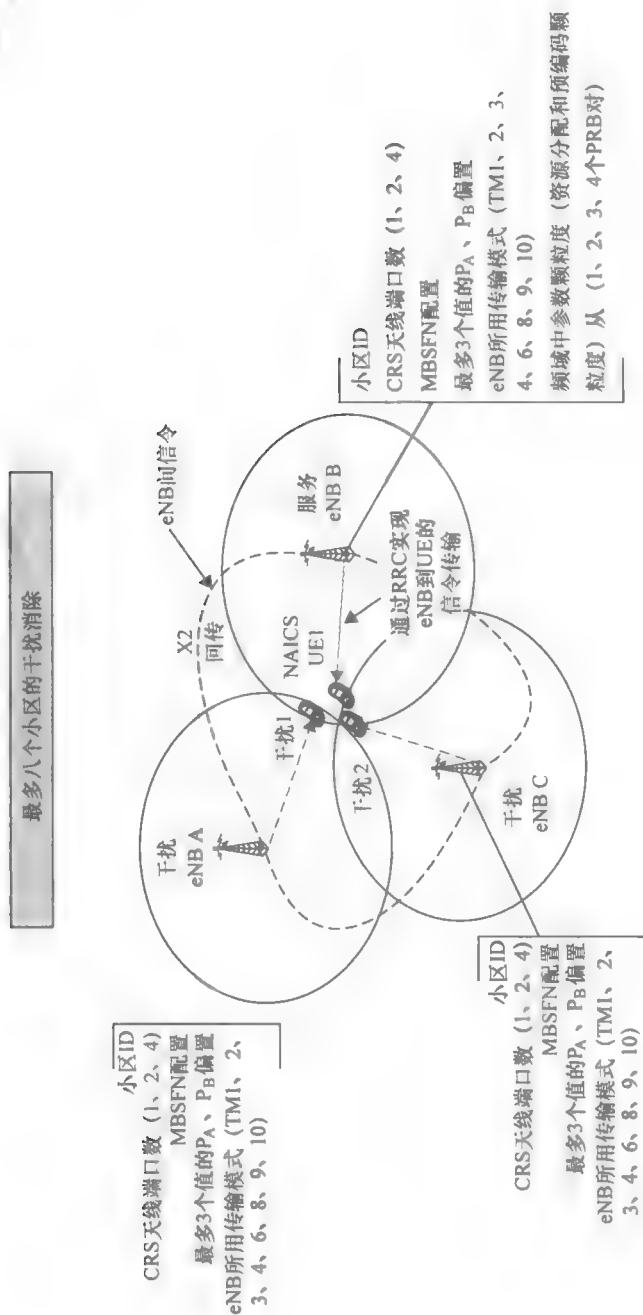 最多八个小区的干扰消除
小区ID
CRS天线端口数（1、2、4）
MBSFN配置
最多3个值的PA、PB偏置
eNB所用传输模式（TM1、2、
3、4、6、8、9、10）
干扰
eNB A
X2
回传
eNB间信令
干扰1
NAICS
UE1
服务
eNB B
通过RRC实现
eNB到UE的
信令传输
干扰2
干扰
eNB C
小区ID
CRS天线端口数（1、2、4）
MBSFN配置
最多3个值的PA、PB偏置
eNB所用传输模式（TM1、2、
3、4、6、8、9、10）
小区ID
CRS天线端口数（1、2、4）
MBSFN配置
最多3个值的PA、PB偏置
eNB所用传输模式（TM1、2、3、
4、6、8、9、10）
频域中参数颗粒度（资源分配和预编码颗
粒度）从（1、2、3、4个PRB对）